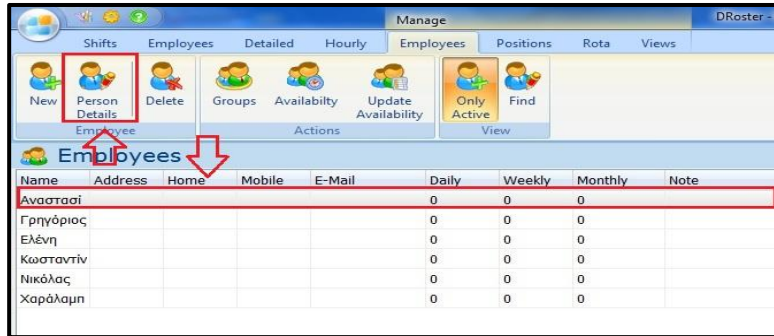 Manage DRoster -
Shifts Employees Detailed Hourly Employees Positions Rota Views
New Person Details Delete Groups Availabilty Update Availability Only Active Find
Employee Actions View
Employees
Name Address Home Mobile E-Mail Daily Weekly Monthly Note
Αναστασί 0 0 0
Γρηγόριος 0 0 0
Ελένη 0 0 0
Κωσταντίν 0 0 0
Νικόλας 0 0 0
Χαράλαμπ 0 0 0